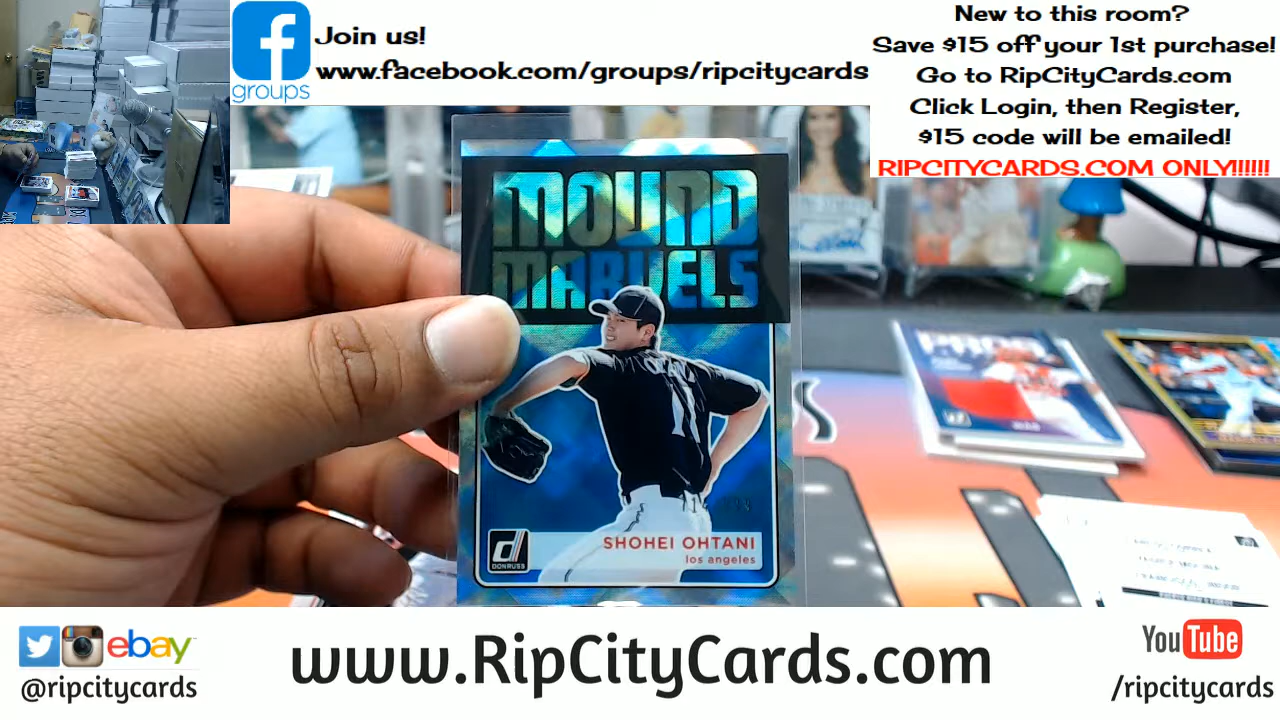 groups
Join us!
www.facebook.com/groups/ripcitycards
New to this room?
Save $15 off your 1st purchase!
Go to RipCityCards.com
Click Login, then Register,
$15 code will be emailed!
RIPCITYCARDS.COM ONLY!!!!!!
MOUND
MARVELS
11
SHOHEI OHTANI
los angeles
d
DONRUSS
ebay
@ripcitycards
www.RipCityCards.com
YouTube
/ripcitycards